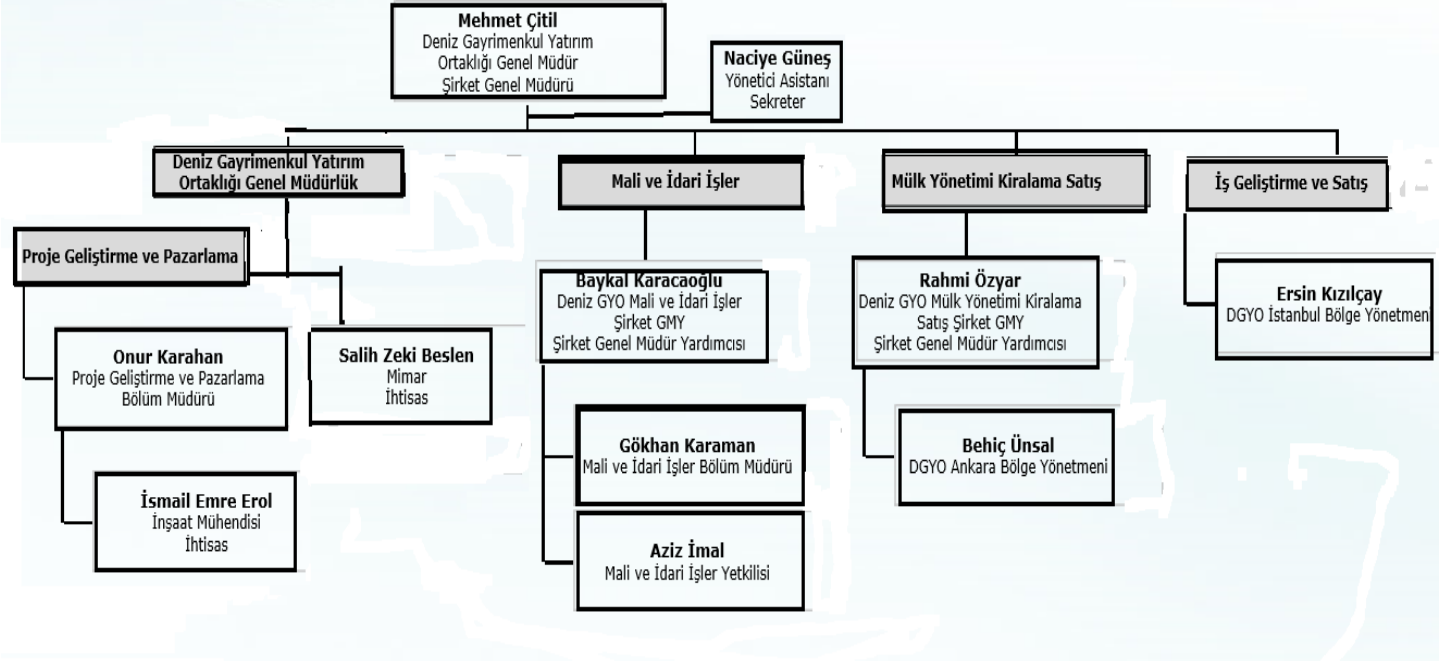 Mehmet Çitil
Deniz Gayrimenkul Yatırım
Ortaklığı Genel Müdür
Şirket Genel Müdürü
Naciye Güneş
Yönetici Asistanı
Sekreter
Deniz Gayrimenkul Yatırım
Ortaklığı Genel Müdürlük
Mali ve İdari İşler
Mülk Yönetimi Kiralama Satış
İş Geliştirme ve Satış
Proje Geliştirme ve Pazarlama
Baykal Karacaoğlu
Deniz GYO Mali ve İdari İşler
Şirket GMY
Şirket Genel Müdür Yardımcısı
Rahmi Özyar
Deniz GYO Mülk Yönetimi Kiralama
Satış Şirket GMY
Şirket Genel Müdür Yardımcısı
Ersin Kızılçay
DGYO İstanbul Bölge Yönetmeni
Onur Karahan
Proje Geliştirme ve Pazarlama
Bölüm Müdürü
Salih Zeki Beslen
Mimar
İhtisas
Gökhan Karaman
Mali ve İdari İşler Bölüm Müdürü
Behiç Ünsal
DGYO Ankara Bölge Yönetmeni
İsmail Emre Erol
İnşaat Mühendisi
İhtisas
Aziz İmal
Mali ve İdari İşler Yetkilisi